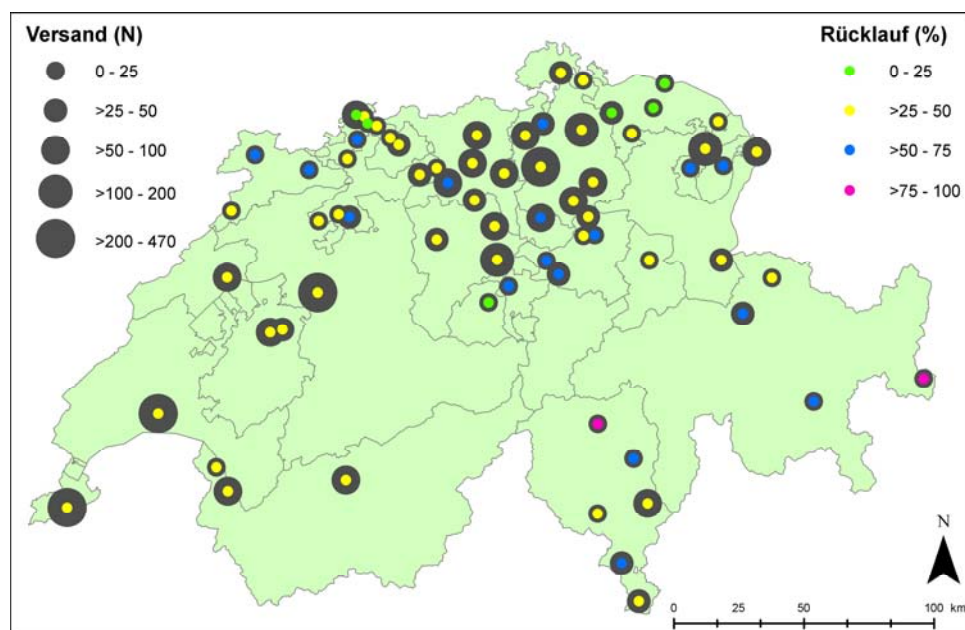 Versand (N)
0 - 25
>25 - 50
>50 - 100
>100 - 200
>200 - 470
Rücklauf (%)
0 - 25
>25 - 50
>50 - 75
>75 - 100
N
0 25 50 100 km